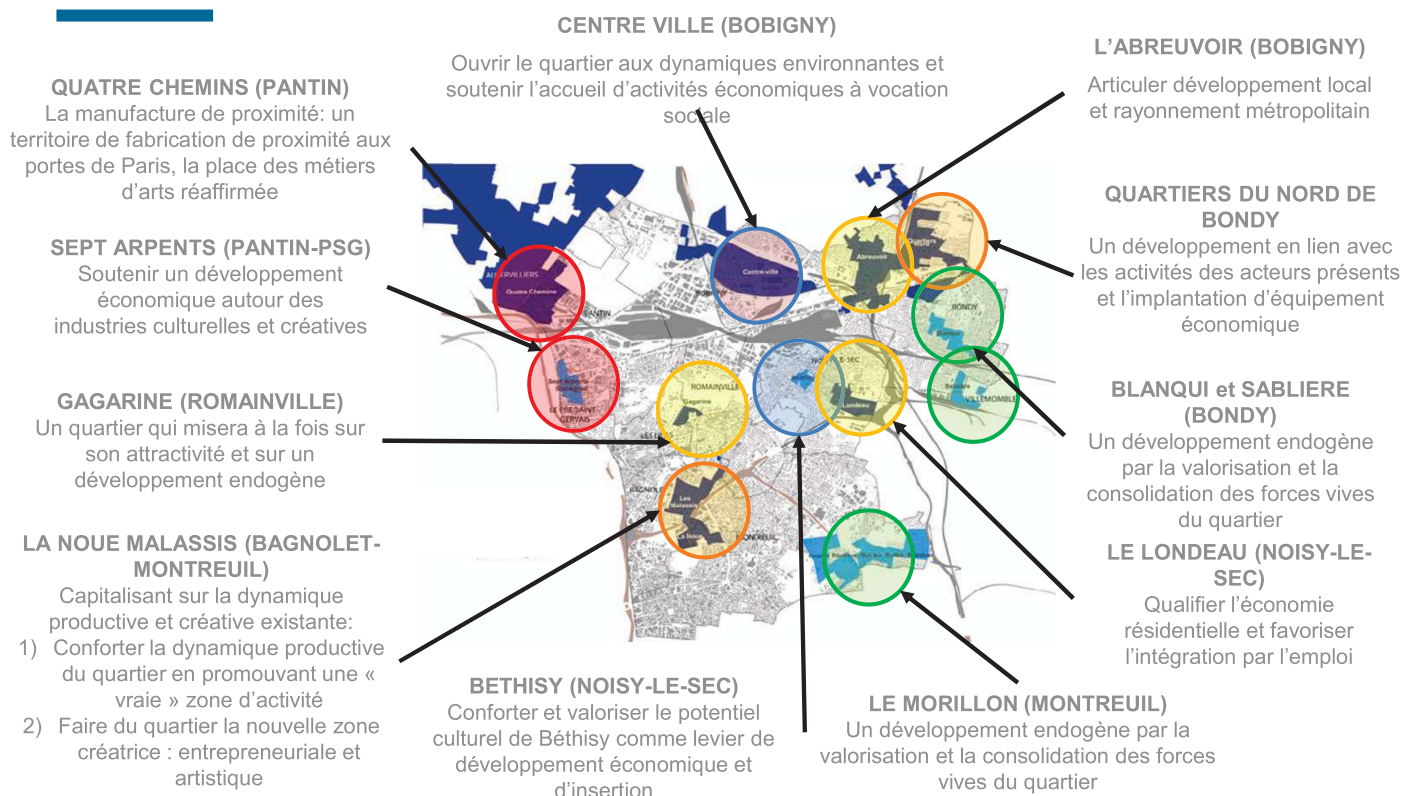 CENTRE VILLE (BOBIGNY)
Ouvrir le quartier aux dynamiques environnantes et
soutenir l'accueil d'activités économiques à vocation
sociale
L'ABREUVOIR (BOBIGNY)
Articuler développement local
et rayonnement métropolitain
QUATRE CHEMINS (PANTIN)
La manufacture de proximité: un
territoire de fabrication de proximité aux
portes de Paris, la place des métiers
d'arts réaffirmée
QUARTIERS DU NORD DE
BONDY
Un développement en lien avec
les activités des acteurs présents
et l'implantation d'équipement
économique
SEPT ARPENTS (PANTIN-PSG)
Soutenir un développement
économique autour des
industries culturelles et créatives
GAGARINE (ROMAINVILLE)
Un quartier qui misera à la fois sur
son attractivité et sur un
développement endogène
BLANQUI et SABLIERE
(BONDY)
Un développement endogène
par la valorisation et la
consolidation des forces vives
du quartier
LA NOUE MALASSIS (BAGNOLET-
MONTREUIL)
Capitalisant sur la dynamique
productive et créative existante:
1) Conforter la dynamique productive
du quartier en promouvant une «
vraie » zone d'activité
2) Faire du quartier la nouvelle zone
créatrice : entrepreneuriale et
artistique
LE LONDEAU (NOISY-LE-
SEC)
Qualifier l'économie
résidentielle et favoriser
l'intégration par l'emploi
BETHISY (NOISY-LE-SEC)
Conforter et valoriser le potentiel
culturel de Béthisy comme levier de
développement économique et
d'insertion
LE MORILLON (MONTREUIL)
Un développement endogène par la
valorisation et la consolidation des forces
vives du quartier
Quatre Chemins
PANTIN
Centre-ville
Abreuvoir
BONDY
VILLEMOMBLE
ROMAINVILLE
Gagarine
Londeau
Les
Malassis
La Noue